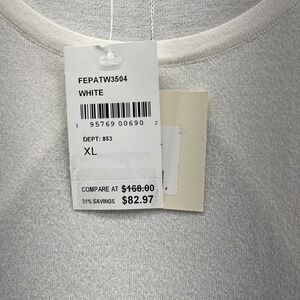 FEPATW3504
WHITE
1 95769 00690 2
DEPT: 853
XL
COMPARE AT $168.00
51% SAVINGS $82.97